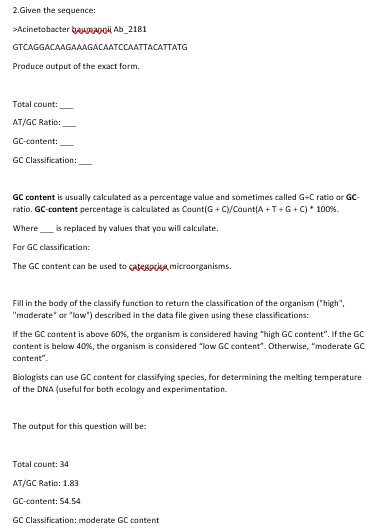 2.Given the sequence:
>Acinetobacter baumannii Ab_2181
GTCAGGACAAGAAAGACAATCCAATTACATTATG
Produce output of the exact form.
Total count: ___
AT/GC Ratio: ___
GC-content: ___
GC Classification: ___
GC content is usually calculated as a percentage value and sometimes called G+C ratio or GC-
ratio. GC-content percentage is calculated as Count(G + C)/Count(A + T + G + C) * 100%.
Where ___ is replaced by values that you will calculate.
For GC classification:
The GC content can be used to categorise microorganisms.
Fill in the body of the classify function to return the classification of the organism ("high",
"moderate" or "low") described in the data file given using these classifications:
If the GC content is above 60%, the organism is considered having “high GC content”. If the GC
content is below 40%, the organism is considered “low GC content”. Otherwise, “moderate GC
content”.
Biologists can use GC content for classifying species, for determining the melting temperature
of the DNA (useful for both ecology and experimentation.
The output for this question will be:
Total count: 34
AT/GC Ratio: 1.83
GC-content: 54.54
GC Classification: moderate GC content